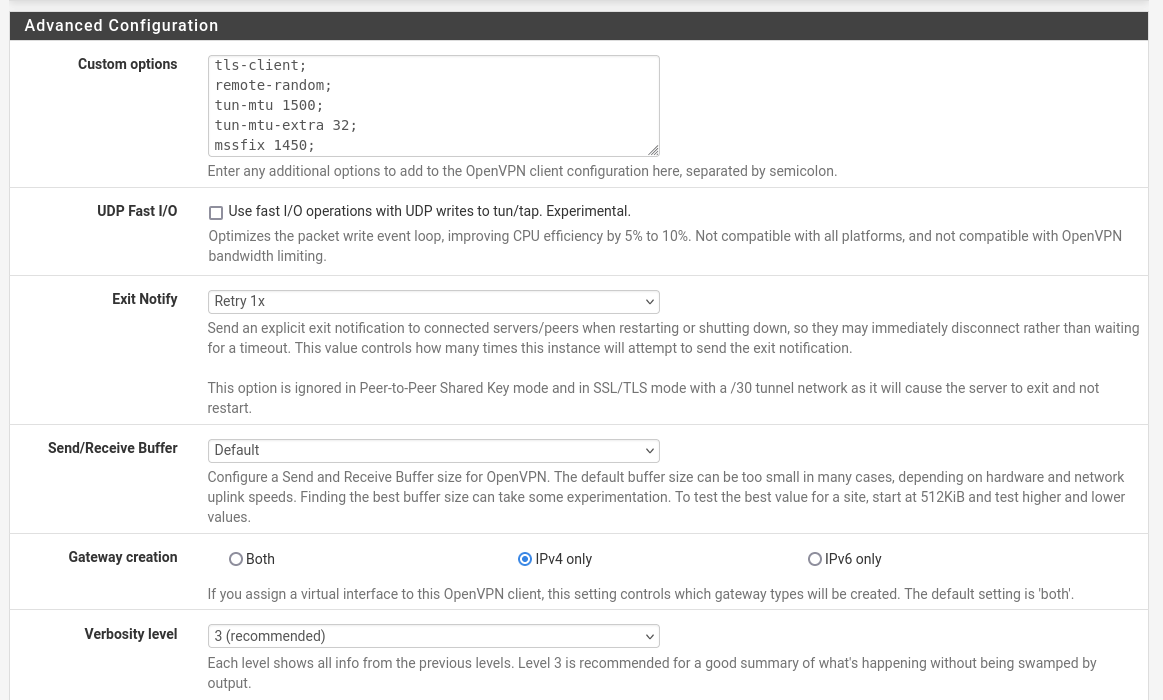 Advanced Configuration
Custom options
tls-client;
remote-random;
tun-mtu 1500;
tun-mtu-extra 32;
mssfix 1450;
Enter any additional options to add to the OpenVPN client configuration here, separated by semicolon.
UDP Fast I/O
Use fast I/O operations with UDP writes to tun/tap. Experimental.
Optimizes the packet write event loop, improving CPU efficiency by 5% to 10%. Not compatible with all platforms, and not compatible with OpenVPN
bandwidth limiting.
Exit Notify
Retry 1x
Send an explicit exit notification to connected servers/peers when restarting or shutting down, so they may immediately disconnect rather than waiting
for a timeout. This value controls how many times this instance will attempt to send the exit notification.
This option is ignored in Peer-to-Peer Shared Key mode and in SSL/TLS mode with a /30 tunnel network as it will cause the server to exit and not
restart.
Send/Receive Buffer
Default
Configure a Send and Receive Buffer size for OpenVPN. The default buffer size can be too small in many cases, depending on hardware and network
uplink speeds. Finding the best buffer size can take some experimentation. To test the best value for a site, start at 512KiB and test higher and lower
values.
Gateway creation
Both
IPv4 only
IPv6 only
If you assign a virtual interface to this OpenVPN client, this setting controls which gateway types will be created. The default setting is 'both'.
Verbosity level
3 (recommended)
Each level shows all info from the previous levels. Level 3 is recommended for a good summary of what's happening without being swamped by
output.